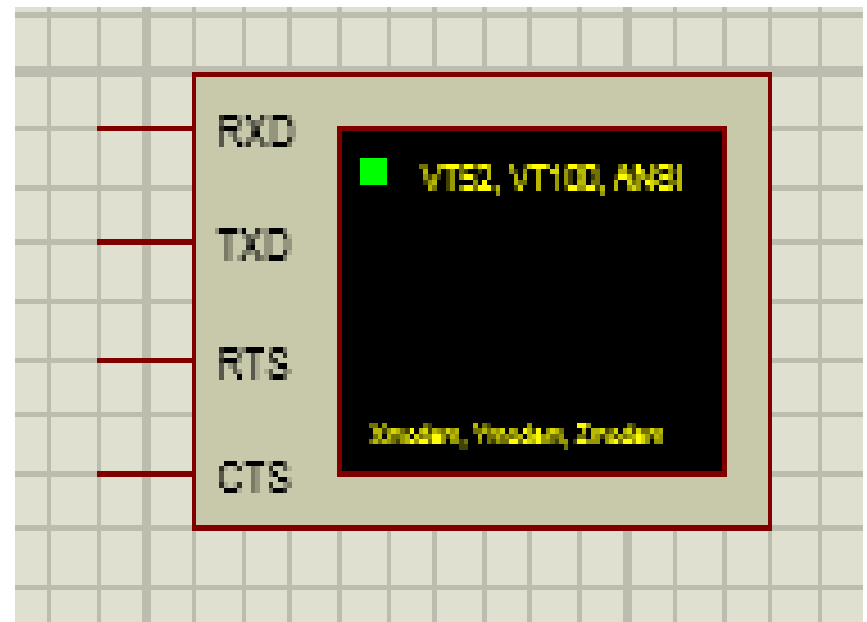 RXD
VT52, VT100, ANSI
TXD
RTS
Xmodem, Ymodem, Zmodem
CTS